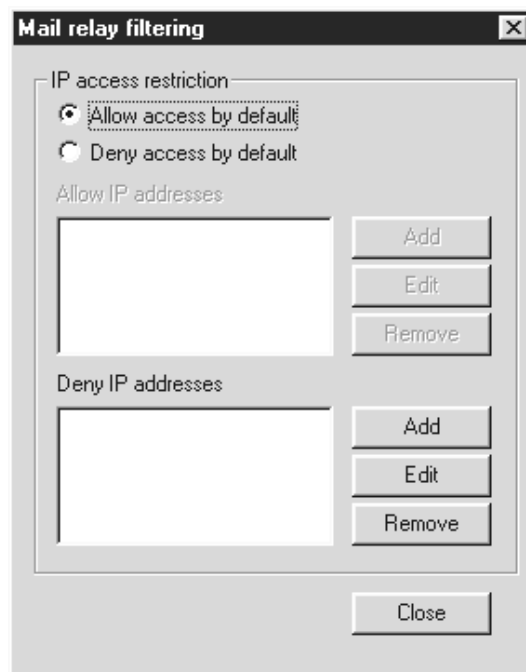 Mail relay filtering
IP access restriction
Allow access by default
Deny access by default
Allow IP addresses
Add
Edit
Remove
Deny IP addresses
Add
Edit
Remove
Close